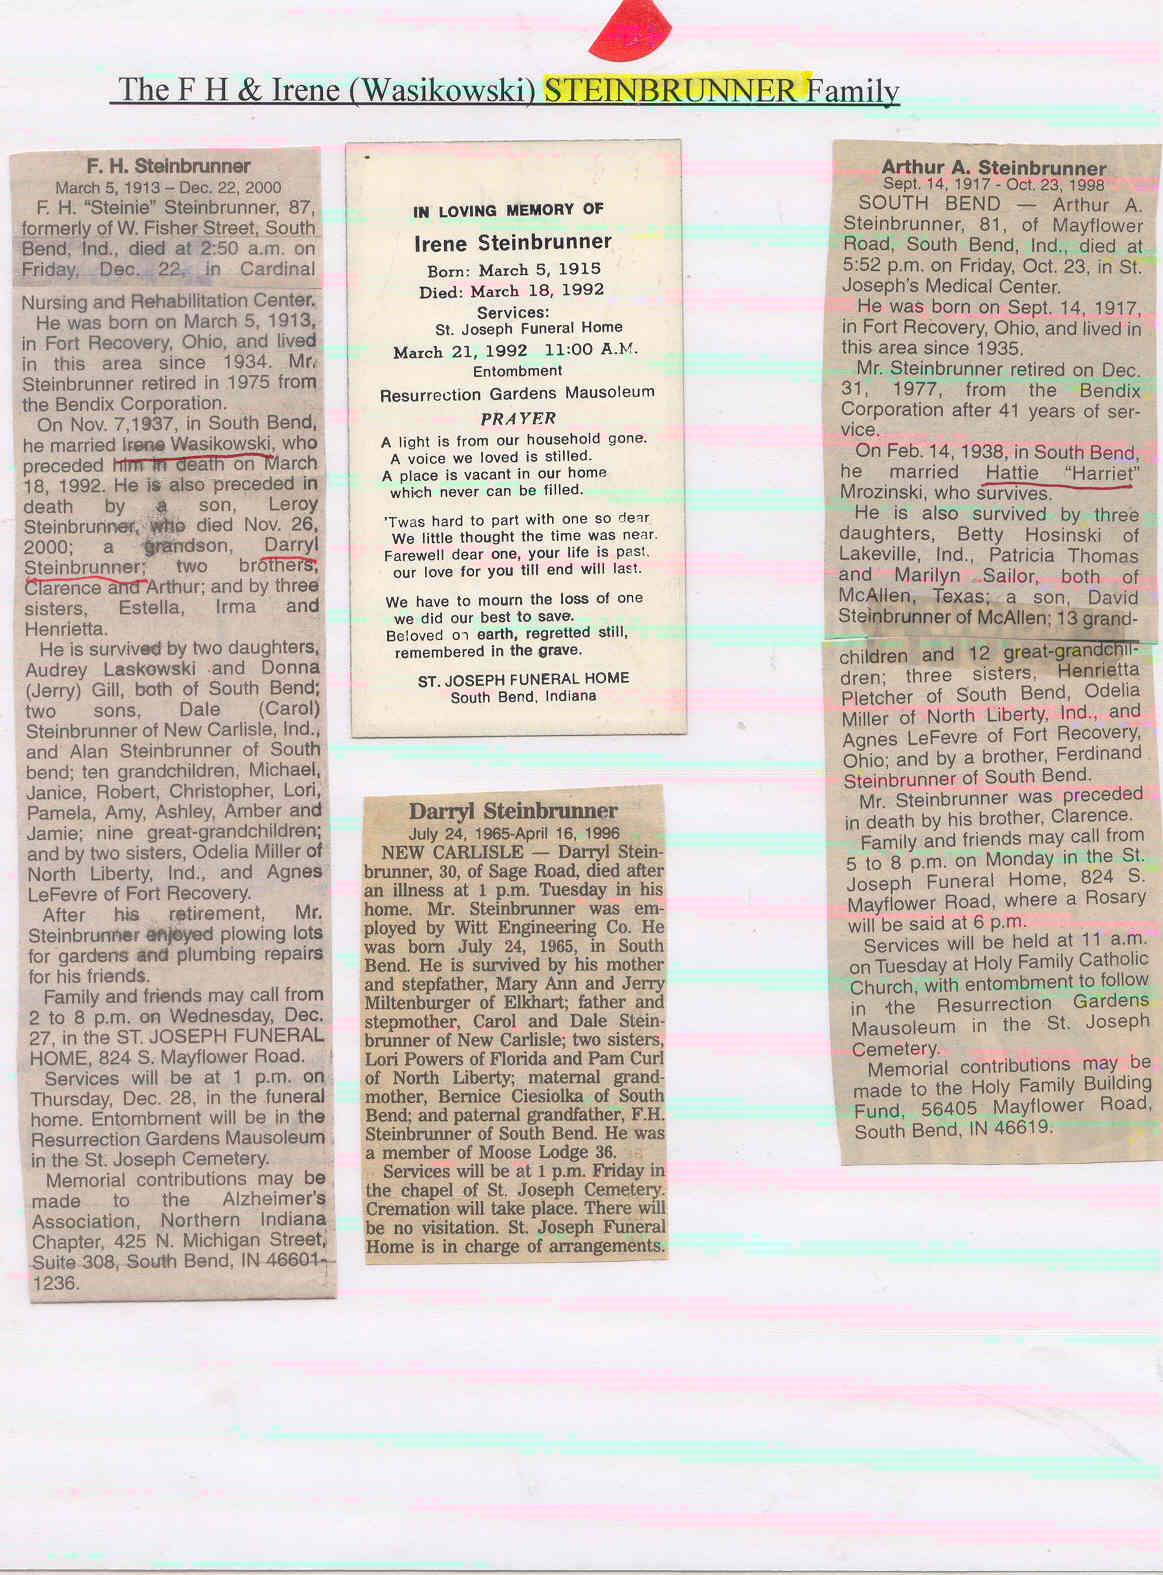 The F H & Irene (Wasikowski) STEINBRUNNER Family
F. H. Steinbrunner
March 5, 1913 – Dec. 22, 2000
F. H. “Steinie” Steinbrunner, 87,
formerly of W. Fisher Street, South
Bend, Ind., died at 2:50 a.m. on
Friday, Dec. 22, in Cardinal
Nursing and Rehabilitation Center.
He was born on March 5, 1913,
in Fort Recovery, Ohio, and lived
in this area since 1934. Mr.
Steinbrunner retired in 1975 from
the Bendix Corporation.
On Nov. 7,1937, in South Bend,
he married Irene Wasikowski, who
preceded him in death on March
18, 1992. He is also preceded in
death by a son, Leroy
Steinbrunner, who died Nov. 26,
2000; a grandson, Darryl
Steinbrunner; two brothers,
Clarence and Arthur; and by three
sisters, Estella, Irma and
Henrietta.
He is survived by two daughters,
Audrey Laskowski and Donna
(Jerry) Gill, both of South Bend;
two sons, Dale (Carol)
Steinbrunner of New Carlisle, Ind.,
and Alan Steinbrunner of South
bend; ten grandchildren, Michael,
Janice, Robert, Christopher, Lori,
Pamela, Amy, Ashley, Amber and
Jamie; nine great-grandchildren;
and by two sisters, Odelia Miller of
North Liberty, Ind., and Agnes
LeFevre of Fort Recovery.
After his retirement, Mr.
Steinbrunner enjoyed plowing lots
for gardens and plumbing repairs
for his friends.
Family and friends may call from
2 to 8 p.m. on Wednesday, Dec.
27, in the ST. JOSEPH FUNERAL
HOME, 824 S. Mayflower Road.
Services will be at 1 p.m. on
Thursday, Dec. 28, in the funeral
home. Entombment will be in the
Resurrection Gardens Mausoleum
in the St. Joseph Cemetery.
Memorial contributions may be
made to the Alzheimer's
Association, Northern Indiana
Chapter, 425 N. Michigan Street,
Suite 308, South Bend, IN 46601-
1236.
IN LOVING MEMORY OF
Irene Steinbrunner
Born: March 5, 1915
Died: March 18, 1992
Services:
St. Joseph Funeral Home
March 21, 1992 11:00 A.M.
Entombment
Resurrection Gardens Mausoleum
PRAYER
A light is from our household gone.
A voice we loved is stilled.
A place is vacant in our home
which never can be filled.
'Twas hard to part with one so dear
We little thought the time was near.
Farewell dear one, your life is past.
our love for you till end will last.
We have to mourn the loss of one
we did our best to save.
Beloved on earth, regretted still,
remembered in the grave.
ST. JOSEPH FUNERAL HOME
South Bend, Indiana
Darryl Steinbrunner
July 24, 1965-April 16, 1996
NEW CARLISLE — Darryl Stein-
brunner, 30, of Sage Road, died after
an illness at 1 p.m. Tuesday in his
home. Mr. Steinbrunner was em-
ployed by Witt Engineering Co. He
was born July 24, 1965, in South
Bend. He is survived by his mother
and stepfather, Mary Ann and Jerry
Miltenburger of Elkhart; father and
stepmother, Carol and Dale Stein-
brunner of New Carlisle; two sisters,
Lori Powers of Florida and Pam Curl
of North Liberty; maternal grand-
mother, Bernice Ciesiolka of South
Bend; and paternal grandfather, F.H.
Steinbrunner of South Bend. He was
a member of Moose Lodge 36.
Services will be at 1 p.m. Friday in
the chapel of St. Joseph Cemetery.
Cremation will take place. There will
be no visitation. St. Joseph Funeral
Home is in charge of arrangements.
Arthur A. Steinbrunner
Sept. 14, 1917 - Oct. 23, 1998
SOUTH BEND — Arthur A.
Steinbrunner, 81, of Mayflower
Road, South Bend, Ind., died at
5:52 p.m. on Friday, Oct. 23, in St.
Joseph's Medical Center.
He was born on Sept. 14, 1917,
in Fort Recovery, Ohio, and lived in
this area since 1935.
Mr. Steinbrunner retired on Dec.
31, 1977, from the Bendix
Corporation after 41 years of ser-
vice.
On Feb. 14, 1938, in South Bend,
he married Hattie “Harriet”
Mrozinski, who survives.
He is also survived by three
daughters, Betty Hosinski of
Lakeville, Ind., Patricia Thomas
and Marilyn Sailor, both of
McAllen, Texas; a son, David
Steinbrunner of McAllen; 13 grand-
children and 12 great-grandchil-
dren; three sisters, Henrietta
Pletcher of South Bend, Odelia
Miller of North Liberty, Ind., and
Agnes LeFevre of Fort Recovery,
Ohio; and by a brother, Ferdinand
Steinbrunner of South Bend.
Mr. Steinbrunner was preceded
in death by his brother, Clarence.
Family and friends may call from
5 to 8 p.m. on Monday in the St.
Joseph Funeral Home, 824 S.
Mayflower Road, where a Rosary
will be said at 6 p.m.
Services will be held at 11 a.m.
on Tuesday at Holy Family Catholic
Church, with entombment to follow
in the Resurrection Gardens
Mausoleum in the St. Joseph
Cemetery.
Memorial contributions may be
made to the Holy Family Building
Fund, 56405 Mayflower Road,
South Bend, IN 46619.